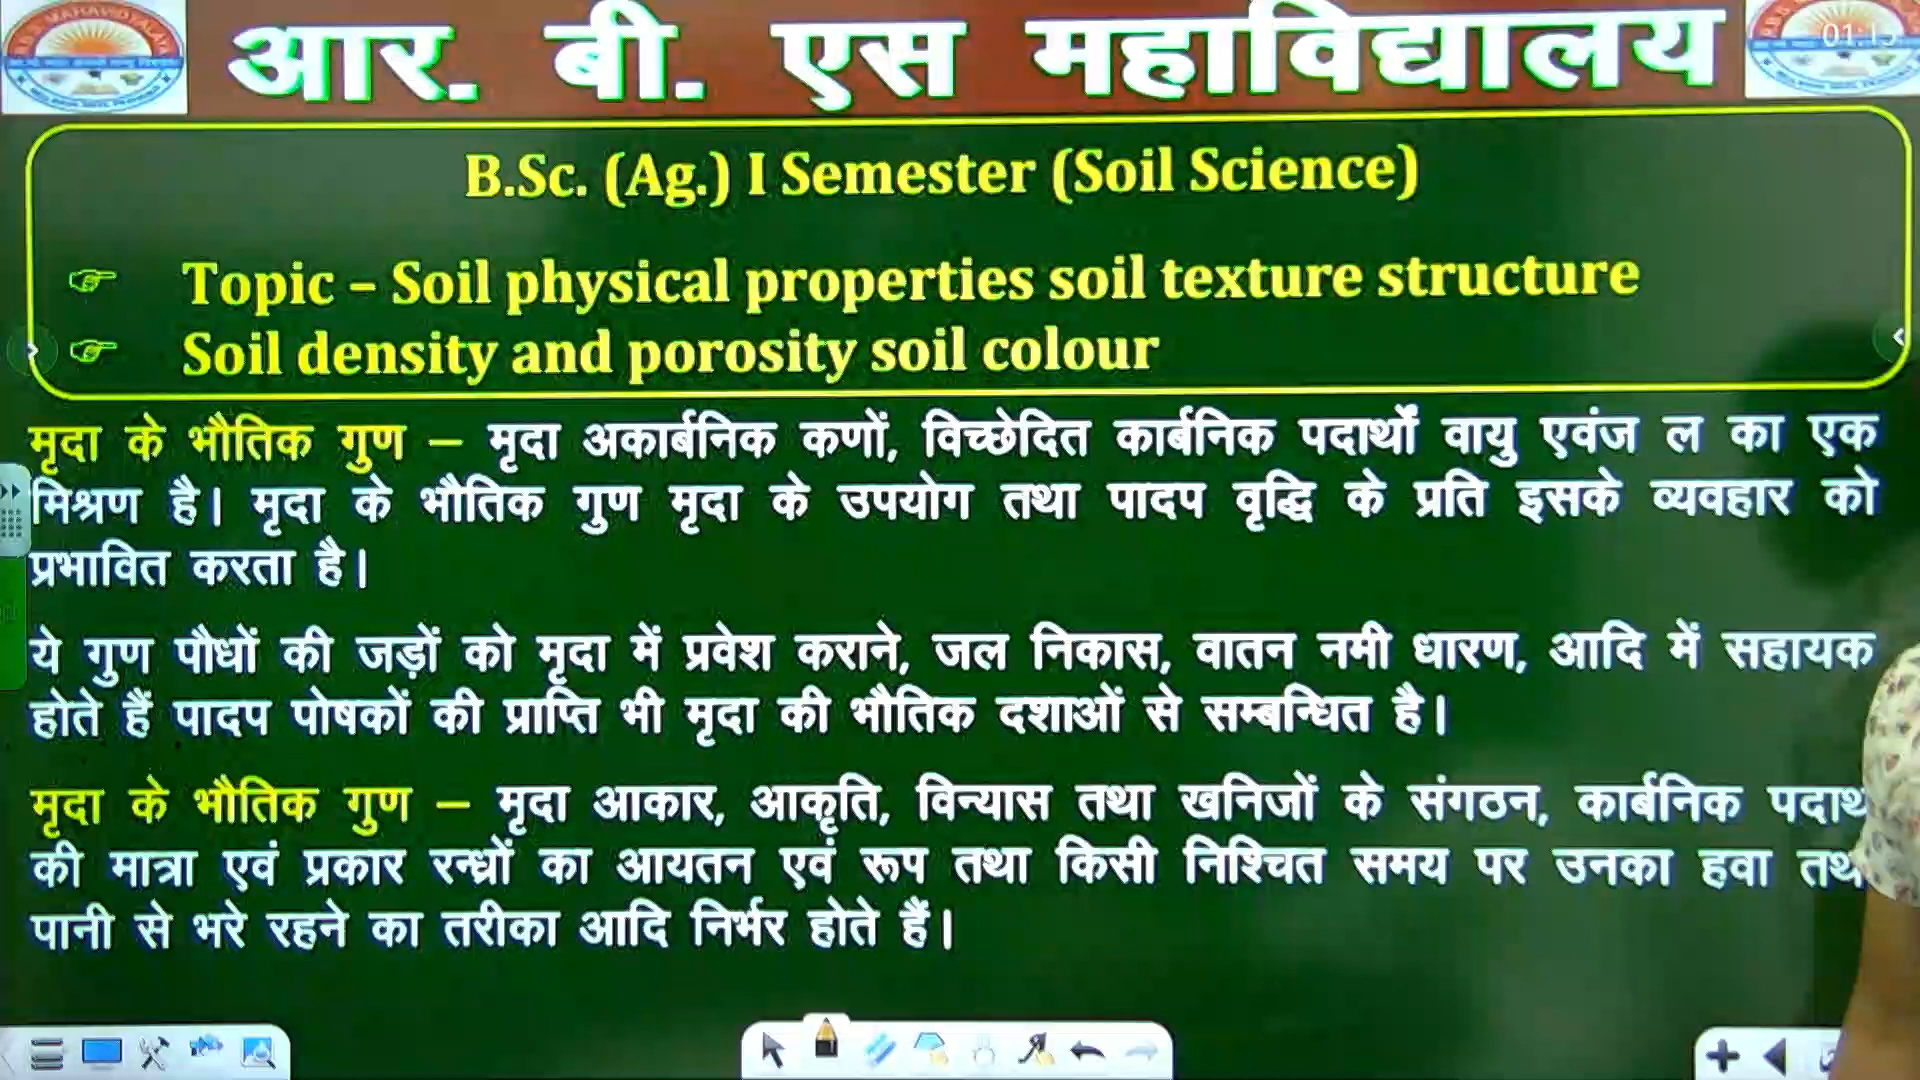 आर. बी. एस महाविद्यालय
01:15
B.Sc. (Ag.) I Semester (Soil Science)
☞ Topic – Soil physical properties soil texture structure
☞ Soil density and porosity soil colour
मृदा के भौतिक गुण – मृदा अकार्बनिक कणों, विच्छेदित कार्बनिक पदार्थों वायु एवंज ल का एक
मिश्रण है। मृदा के भौतिक गुण मृदा के उपयोग तथा पादप वृद्धि के प्रति इसके व्यवहार को
प्रभावित करता है।
ये गुण पौधों की जड़ों को मृदा में प्रवेश कराने, जल निकास, वातन नमी धारण, आदि में सहायक
होते हैं पादप पोषकों की प्राप्ति भी मृदा की भौतिक दशाओं से सम्बन्धित है।
मृदा के भौतिक गुण – मृदा आकार, आकृति, विन्यास तथा खनिजों के संगठन, कार्बनिक
की मात्रा एवं प्रकार रन्ध्रों का आयतन एवं रूप तथा किसी निश्चित समय पर उनका हवा
पानी से भरे रहने का तरीका आदि निर्भर होते हैं।